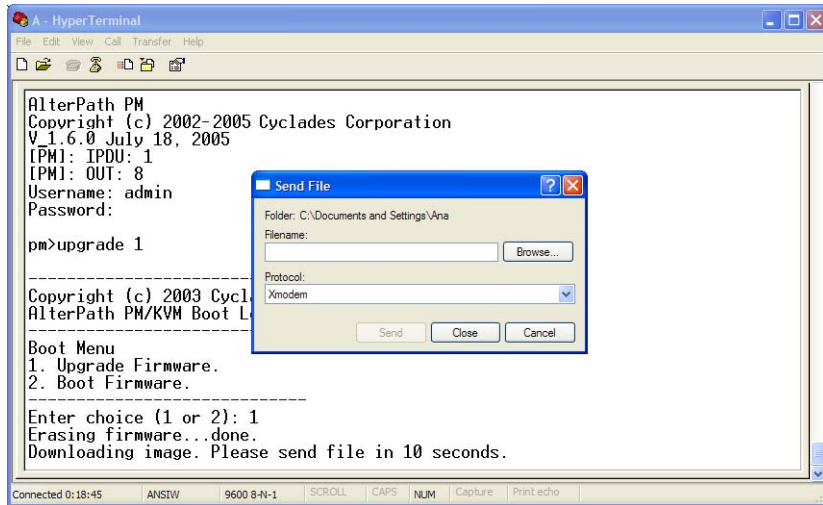 A - HyperTerminal
File Edit View Call Transfer Help
AlterPath PM
Copyright (c) 2002-2005 Cyclades Corporation
V_1.6.0 July 18, 2005
[PM]: IPDU: 1
[PM]: OUT: 8
Username: admin
Password:
pm>upgrade 1
------------------------------
Copyright (c) 2003 Cycl
AlterPath PM/KVM Boot L
------------------------------
Boot Menu
1. Upgrade Firmware.
2. Boot Firmware.
------------------------------
Enter choice (1 or 2): 1
Erasing firmware...done.
Downloading image. Please send file in 10 seconds.
Send File
Folder: C:\Documents and Settings\Ana
Filename:
Browse...
Protocol:
Xmodem
Send Close Cancel
Connected 0:18:45 ANSIW 9600 8-N-1 SCROLL CAPS NUM Capture Print echo